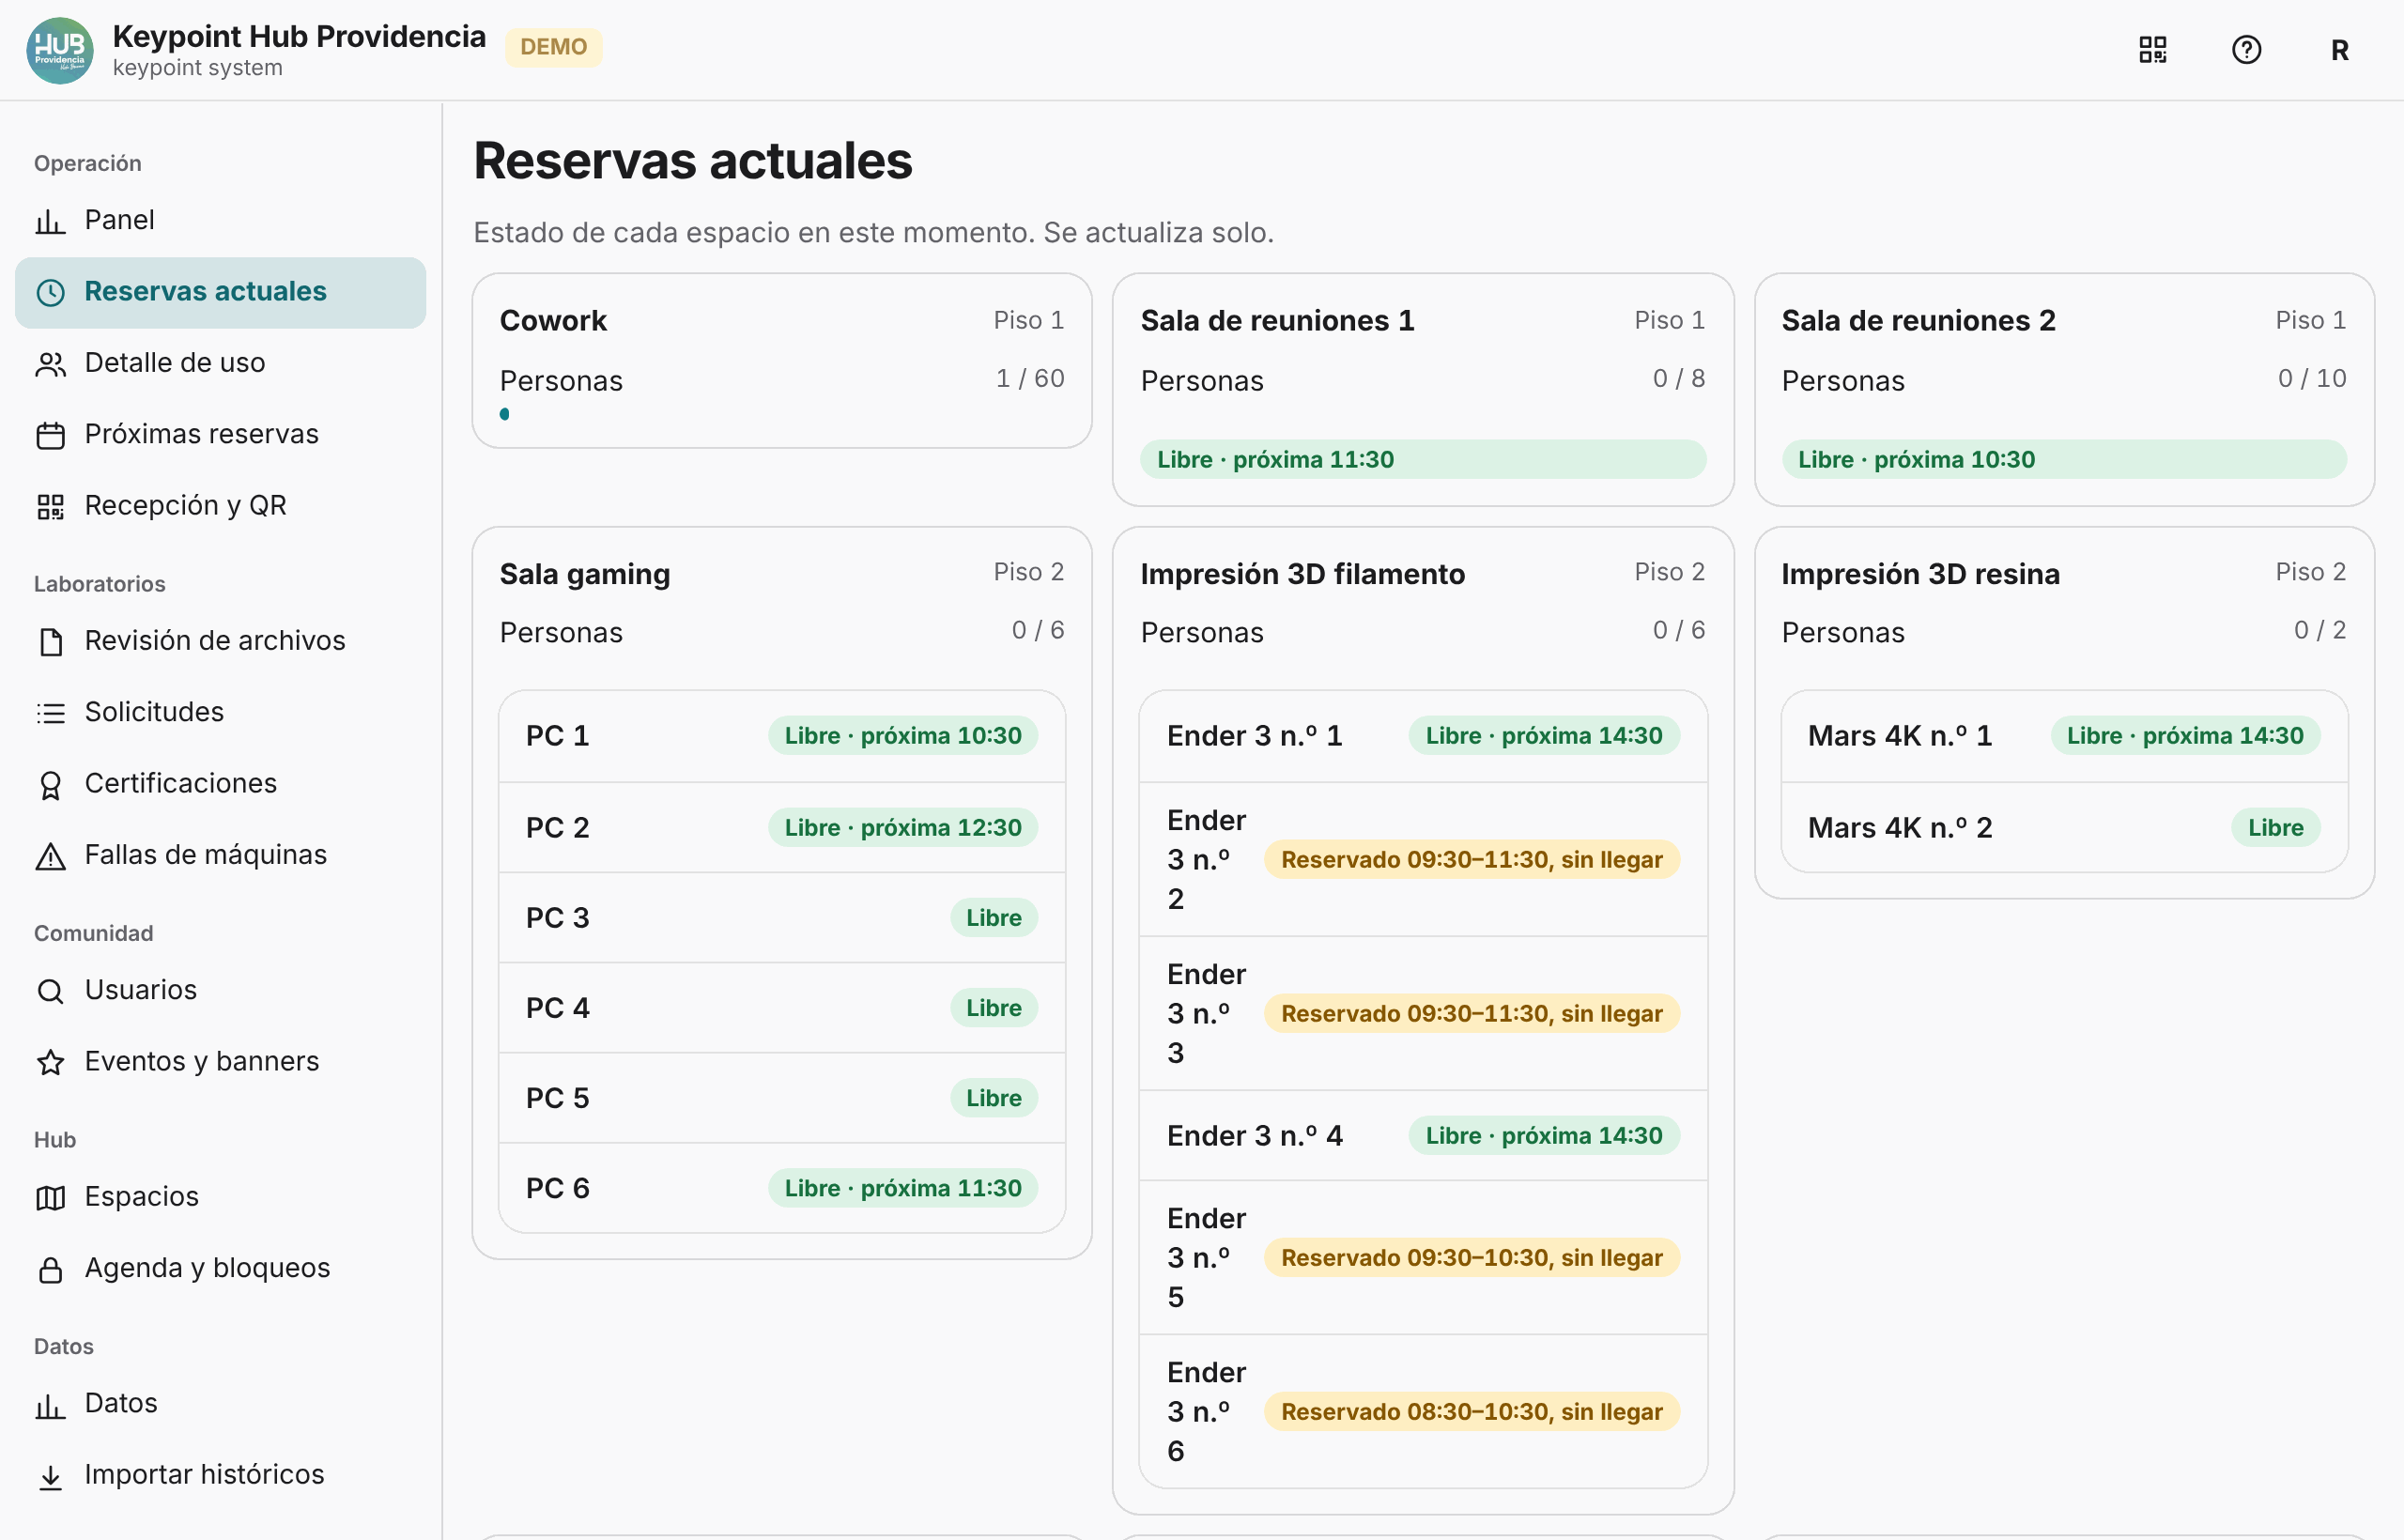 HUB
Providencia
Keypoint Hub Providencia
DEMO
keypoint system
R
Operación
Panel
Reservas actuales
Detalle de uso
Próximas reservas
Recepción y QR
Laboratorios
Revisión de archivos
Solicitudes
Certificaciones
Fallas de máquinas
Comunidad
Usuarios
Eventos y banners
Hub
Espacios
Agenda y bloqueos
Datos
Datos
Importar históricos
Reservas actuales
Estado de cada espacio en este momento. Se actualiza solo.
Cowork
Piso 1
Personas
1 / 60
Sala de reuniones 1
Piso 1
Personas
0 / 8
Libre · próxima 11:30
Sala de reuniones 2
Piso 1
Personas
0 / 10
Libre · próxima 10:30
Sala gaming
Piso 2
Personas
0 / 6
PC 1
Libre · próxima 10:30
PC 2
Libre · próxima 12:30
PC 3
Libre
PC 4
Libre
PC 5
Libre
PC 6
Libre · próxima 11:30
Impresión 3D filamento
Piso 2
Personas
0 / 6
Ender 3 n.º 1
Libre · próxima 14:30
Ender
3 n.º
2
Reservado 09:30–11:30, sin llegar
Ender
3 n.º
3
Reservado 09:30–11:30, sin llegar
Ender 3 n.º 4
Libre · próxima 14:30
Ender
3 n.º
5
Reservado 09:30–10:30, sin llegar
Ender
3 n.º
6
Reservado 08:30–10:30, sin llegar
Impresión 3D resina
Piso 2
Personas
0 / 2
Mars 4K n.º 1
Libre · próxima 14:30
Mars 4K n.º 2
Libre